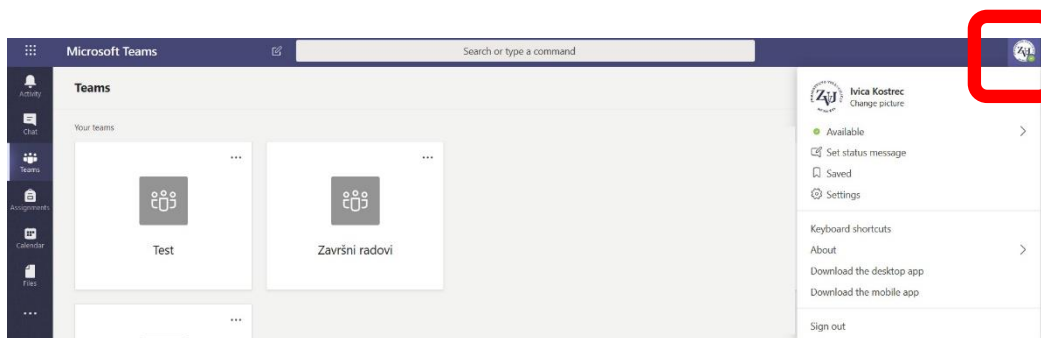 Microsoft Teams
Search or type a command
Activity
Chat
Teams
Assignments
Calendar
Files
...
Teams
Your teams
...
Test
...
Završni radovi
...
ZVU
Ivica Kostrec
Change picture
Available
Set status message
Saved
Settings
Keyboard shortcuts
About
Download the desktop app
Download the mobile app
Sign out